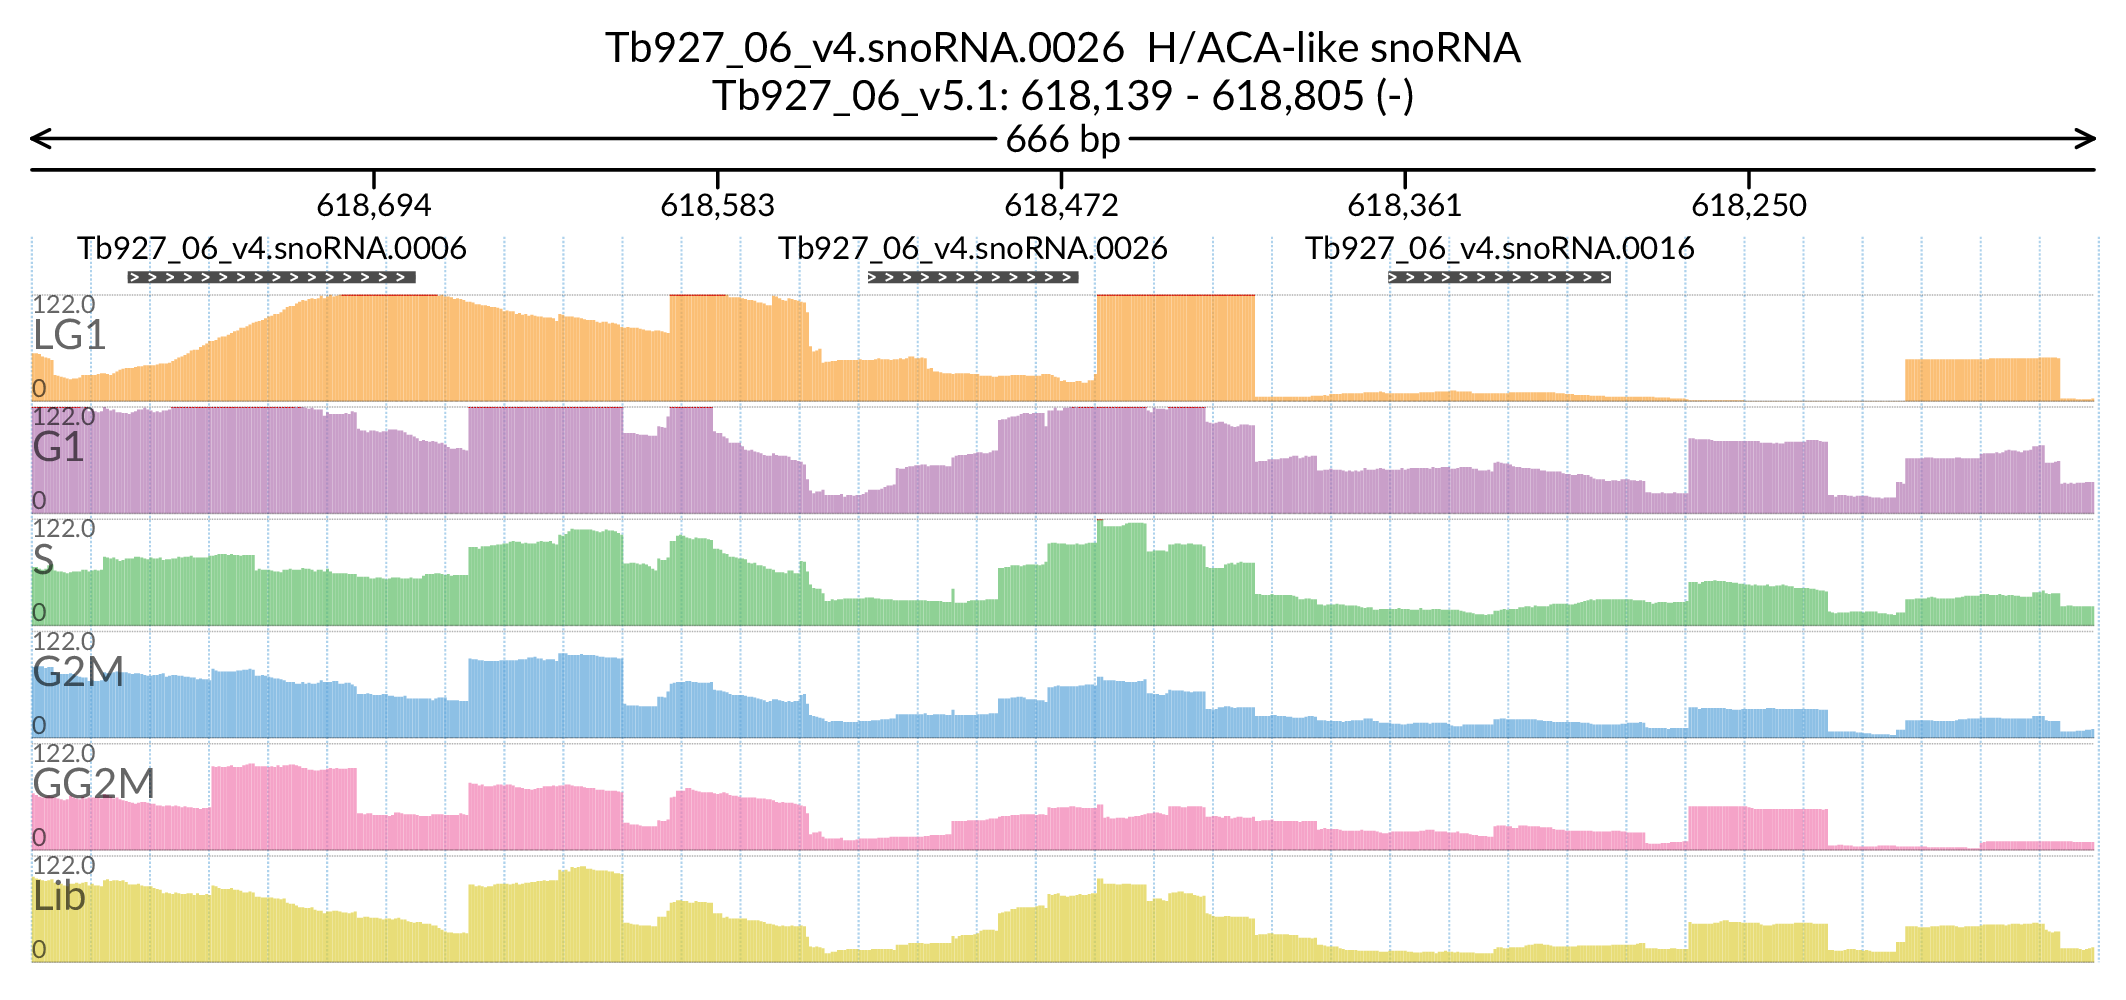 Tb927_06_v4.snoRNA.0026 H/ACA-like snoRNA
Tb927_06_v5.1: 618,139 - 618,805 (-)
666 bp
618,694 618,583 618,472 618,361 618,250
Tb927_06_v4.snoRNA.0006 Tb927_06_v4.snoRNA.0026 Tb927_06_v4.snoRNA.0016
122.0
LG1
0
122.0
G1
0
122.0
S
0
122.0
G2M
0
122.0
GG2M
0
122.0
Lib
0